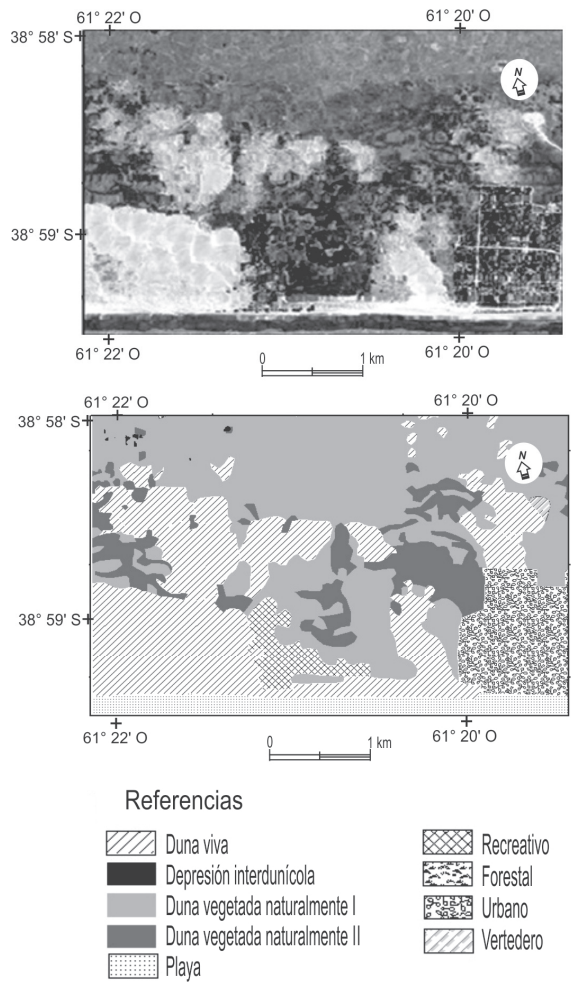 61° 22' O 61° 20' O
38° 58' S
N
38° 59' S
61° 22' O 61° 20' O
0 1 km
61° 22' O 61° 20' O
38° 58' S
N
38° 59' S
61° 22' O 61° 20' O
0 1 km
Referencias
Duna viva
Depresión interdunícola
Duna vegetada naturalmente I
Duna vegetada naturalmente II
Playa
Recreativo
Forestal
Urbano
Vertedero